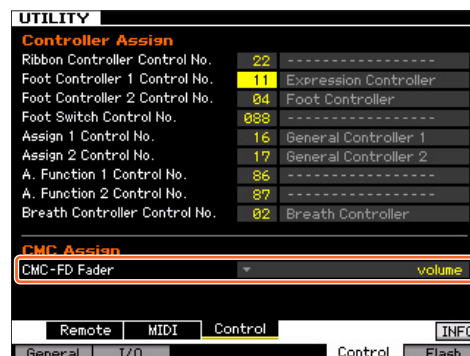 UTILITY
Controller Assign
Ribbon Controller Control No. 22 -----------------
Foot Controller 1 Control No. 11 Expression Controller
Foot Controller 2 Control No. 04 Foot Controller
Foot Switch Control No. 088 -----------------
Assign 1 Control No. 16 General Controller 1
Assign 2 Control No. 17 General Controller 2
A. Function 1 Control No. 86 -----------------
A. Function 2 Control No. 87 -----------------
Breath Controller Control No. 02 Breath Controller
CMC Assign
CMC-FD Fader volume
Remote MIDI Control INFO
General I/O Control Flash